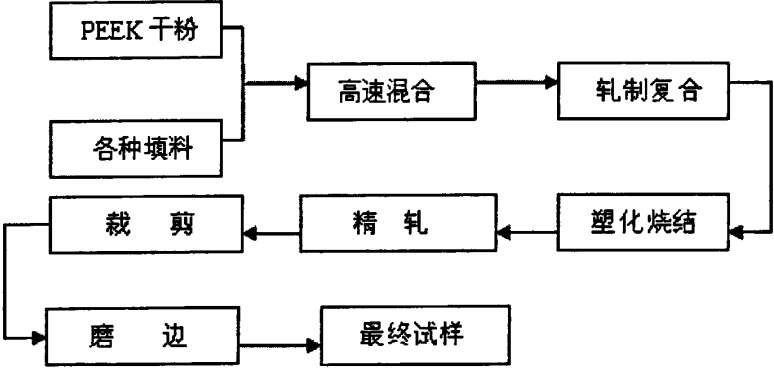 PEEK 干粉
各种填料
高速混合
轧制复合
塑化烧结
精 轧
裁 剪
磨 边
最终试样